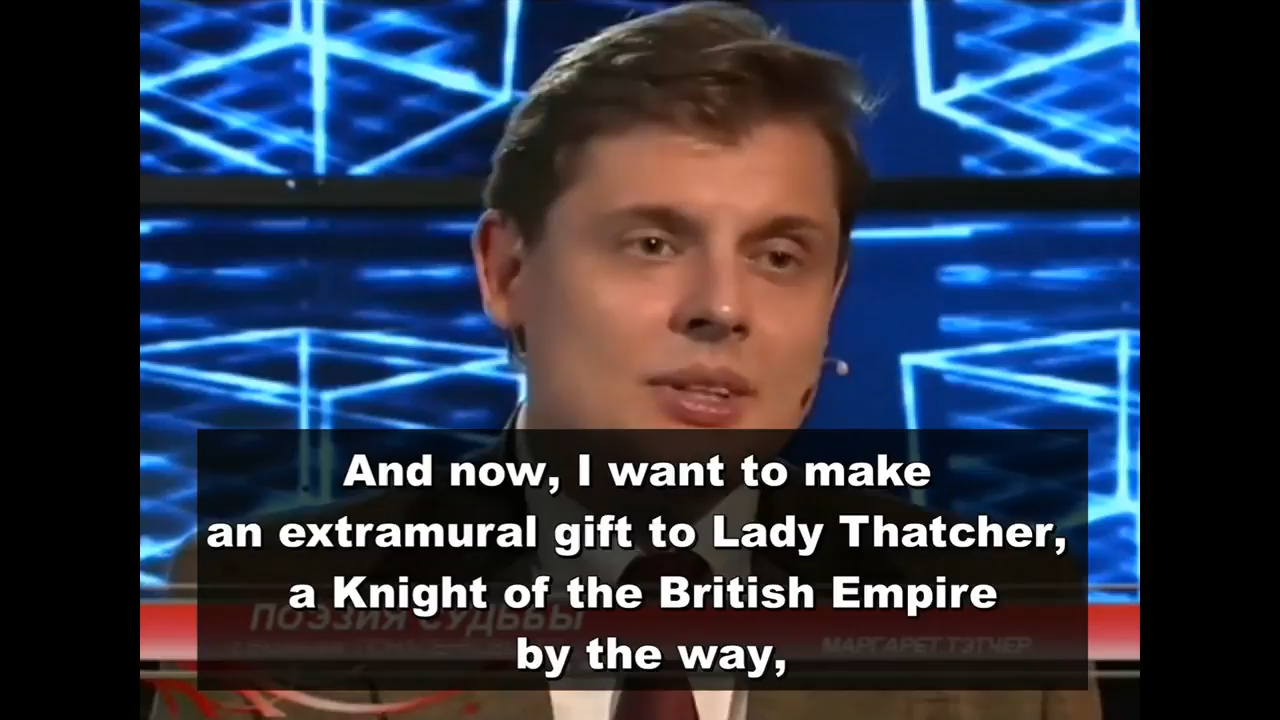 And now, I want to make
an extramural gift to Lady Thatcher,
a Knight of the British Empire
ПОЭЗИЯ СУДЬБЫ
МАРГАРЕТ ТЭТЧЕР
by the way,